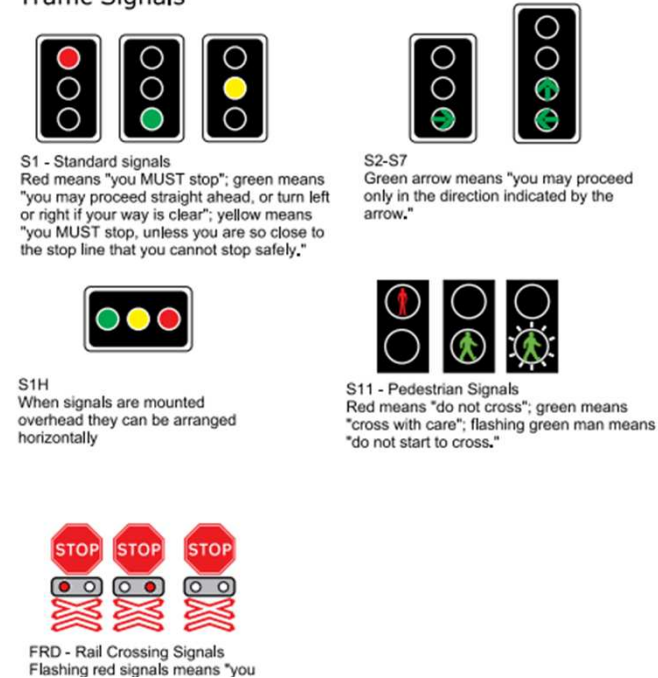 Traffic Signals
S1 - Standard signals
Red means "you MUST stop"; green means
"you may proceed straight ahead, or turn left
or right if your way is clear"; yellow means
"you MUST stop, unless you are so close to
the stop line that you cannot stop safely."
S2-S7
Green arrow means "you may proceed
only in the direction indicated by the
arrow."
S1H
When signals are mounted
overhead they can be arranged
horizontally
S11 - Pedestrian Signals
Red means "do not cross"; green means
"cross with care"; flashing green man means
"do not start to cross."
STOP STOP STOP
FRD - Rail Crossing Signals
Flashing red signals means "you